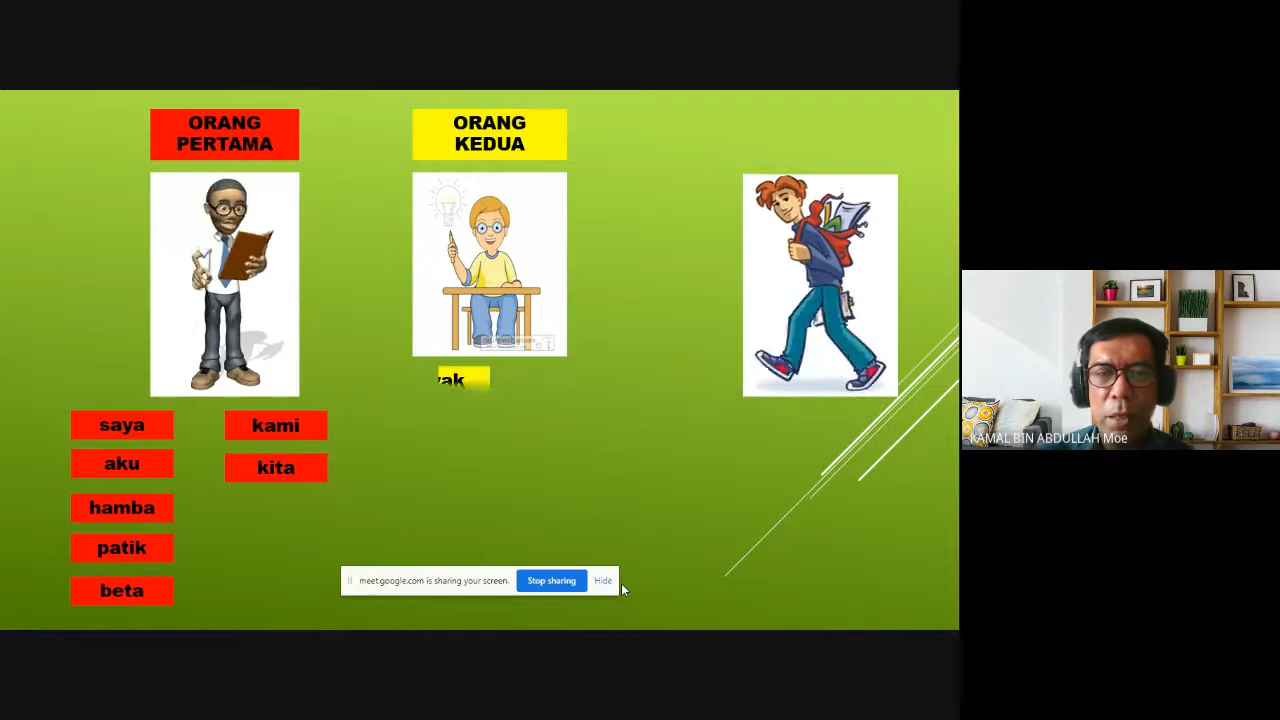 ORANG
PERTAMA
ORANG
KEDUA
saya
aku
hamba
patik
beta
kami
kita
meet.google.com is sharing your screen.
Stop sharing
Hide
KAMAL BIN ABDULLAH Moe